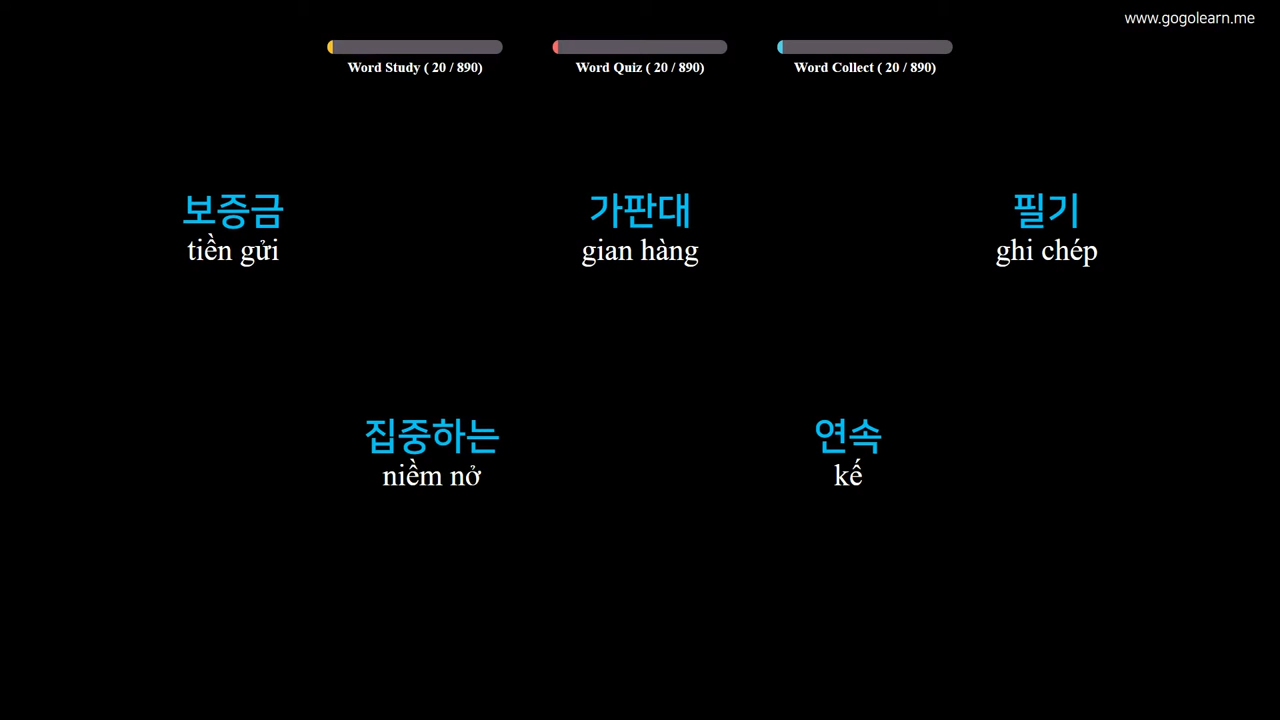 www.gogolearn.me
Word Study ( 20 / 890)
Word Quiz ( 20 / 890)
Word Collect ( 20 / 890)
보증금
tiền gửi
가판대
gian hàng
필기
ghi chép
집중하는
niềm nở
연속
kế